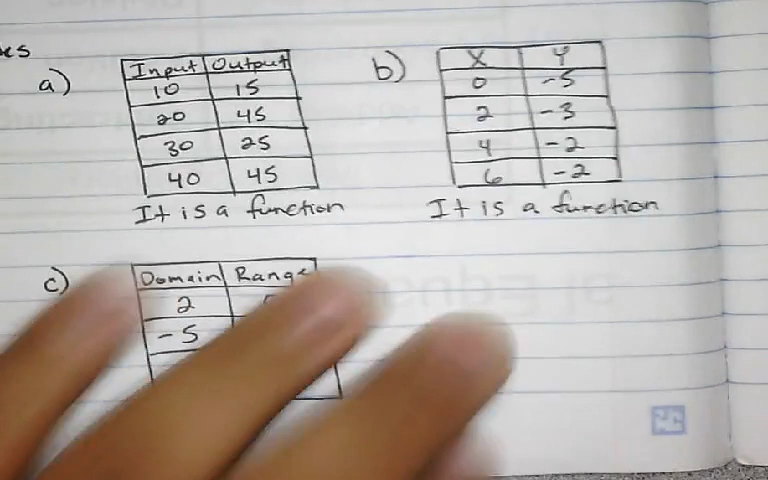 a)
Input Output
10 15
20 45
30 25
40 45
It is a function
b)
X Y
0 -5
2 -3
4 -2
6 -2
It is a function
c)
Domain Range
2
-5